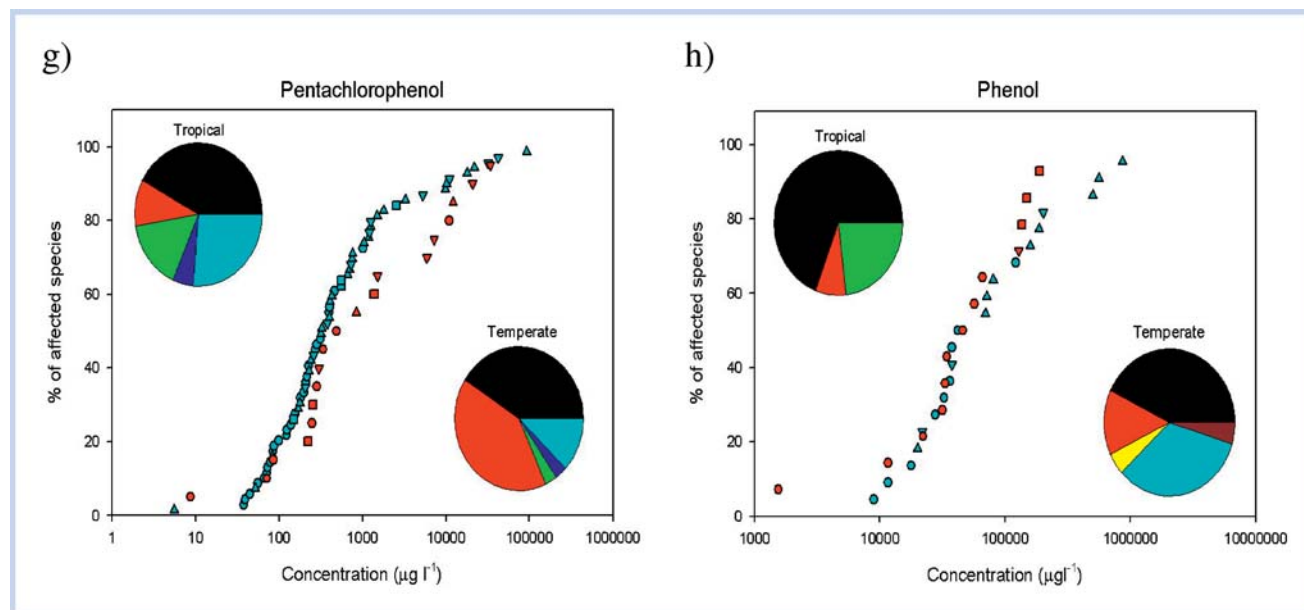 g)
Pentachlorophenol
Tropical
Temperate
% of affected species
100
80
60
40
20
0
1 10 100 1000 10000 100000 1000000
Concentration (µg l⁻¹)
h)
Phenol
Tropical
Temperate
% of affected species
100
80
60
40
20
0
1000 10000 100000 1000000 10000000
Concentration (µgl⁻¹)